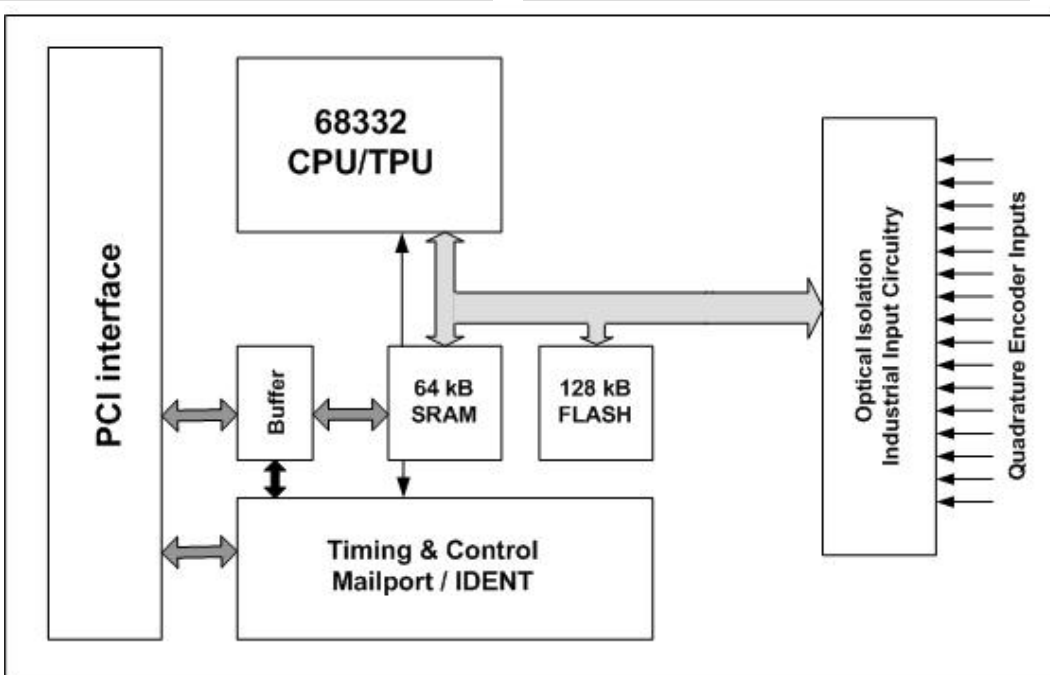 PCI interface
68332
CPU/TPU
Buffer
64 kB
SRAM
128 kB
FLASH
Timing & Control
Mailport / IDENT
Optical Isolation
Industrial Input Circuitry
Quadrature Encoder Inputs